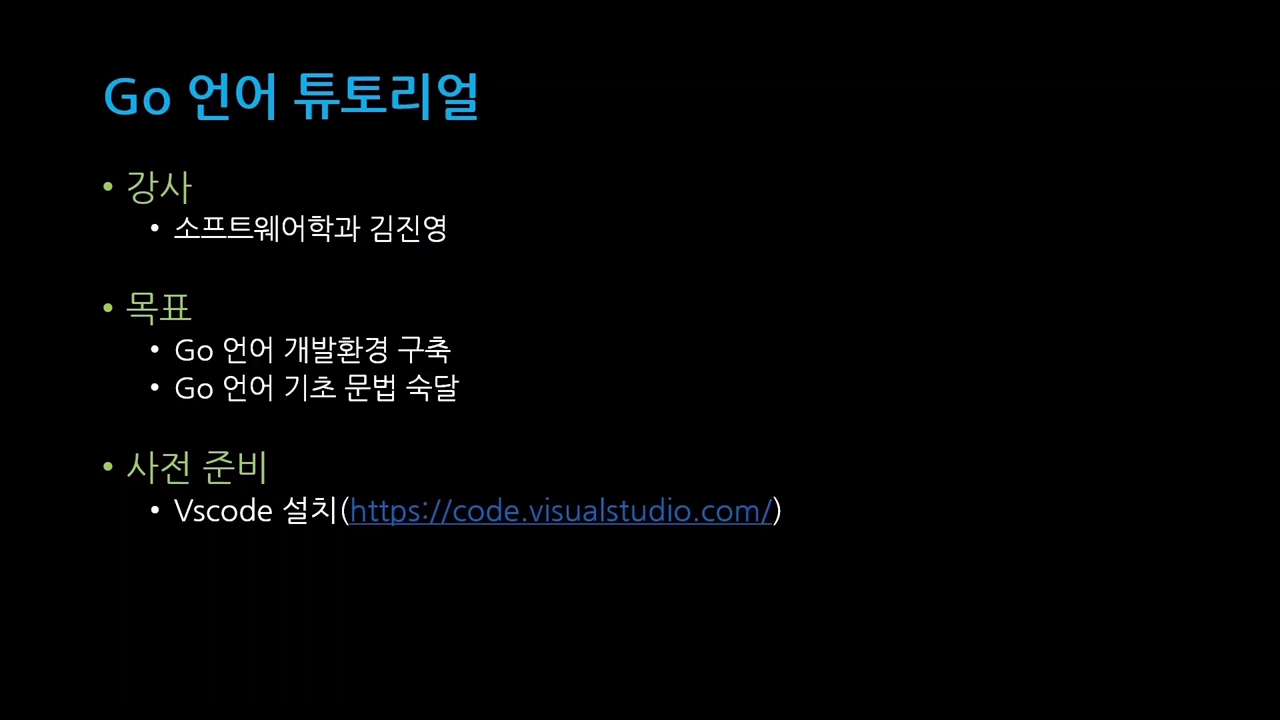 Go 언어 튜토리얼
• 강사
• 소프트웨어학과 김진영
• 목표
• Go 언어 개발환경 구축
• Go 언어 기초 문법 숙달
• 사전 준비
• Vscode 설치(https://code.visualstudio.com/)